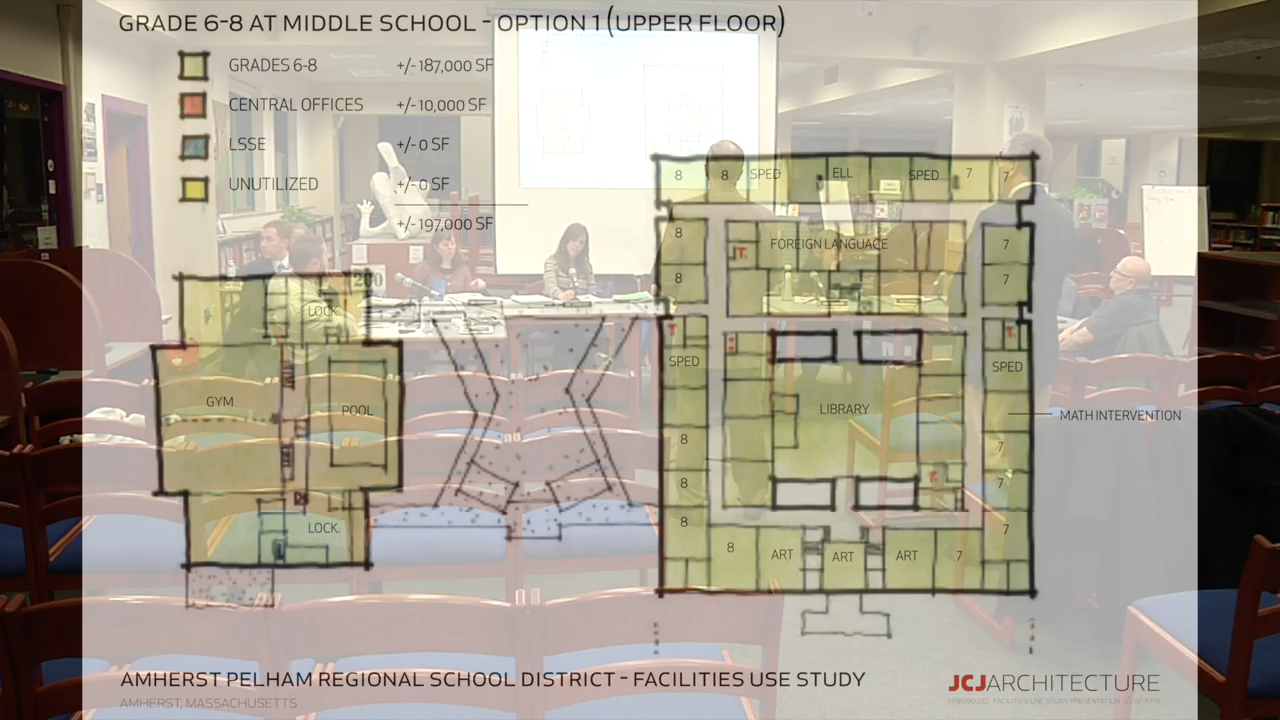 GRADE 6-8 AT MIDDLE SCHOOL - OPTION 1 (UPPER FLOOR)
GRADES 6-8 +/- 187,000 SF
CENTRAL OFFICES +/- 10,000 SF
LSSE +/- 0 SF
UNUTILIZED +/- 0 SF
+/- 197,000 SF
8 8 SPED ELL SPED 7 7
8 FOREIGN LANGUAGE 7
8 7
LOCK.
SPED SPED
GYM POOL LIBRARY
MATH INTERVENTION
8 7
8 7
8 7
LOCK.
8 ART ART ART 7
AMHERST PELHAM REGIONAL SCHOOL DISTRICT - FACILITIES USE STUDY
JCJARCHITECTURE
AMHERST, MASSACHUSETTS